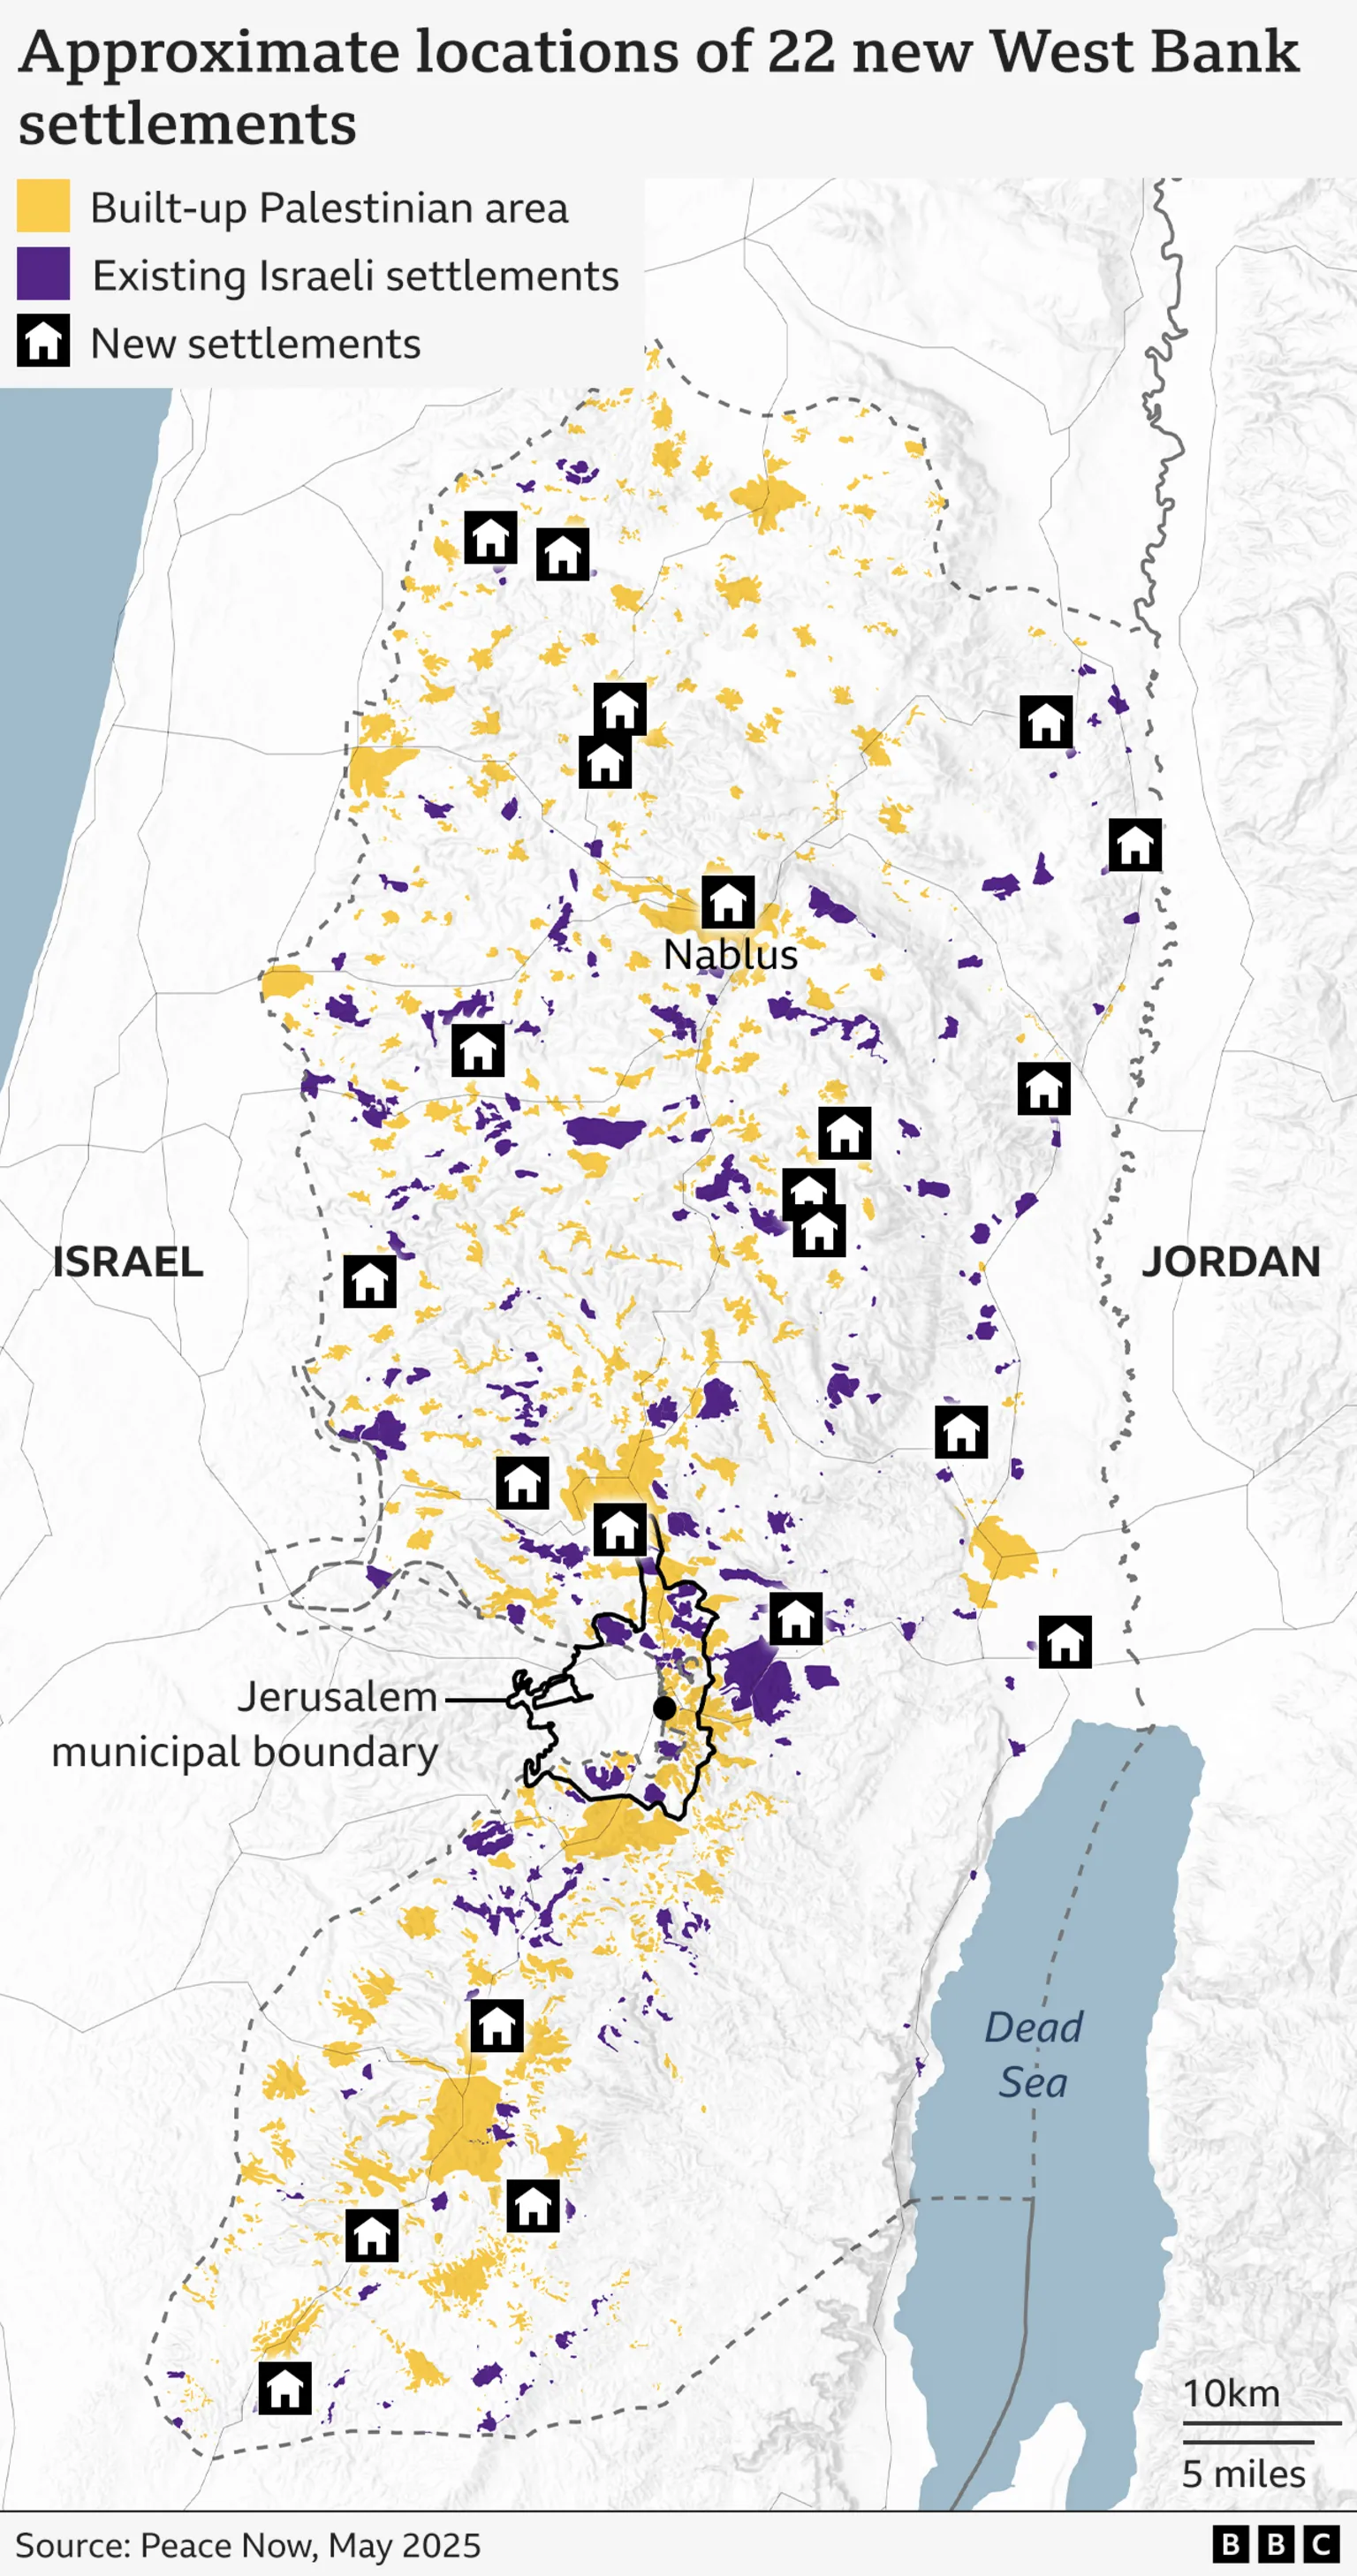 Approximate locations of 22 new West Bank
settlements
Built-up Palestinian area
Existing Israeli settlements
New settlements
Nablus
ISRAEL
JORDAN
Jerusalem
municipal boundary
Dead
Sea
10km
5 miles
Source: Peace Now, May 2025
BBC